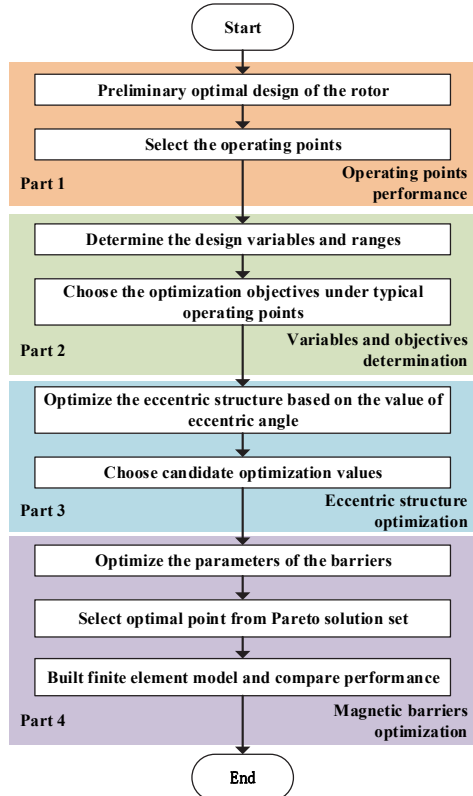 Start
Preliminary optimal design of the rotor
Select the operating points
Part 1
Operating points
performance
Determine the design variables and ranges
Choose the optimization objectives under typical
operating points
Part 2
Variables and objectives
determination
Optimize the eccentric structure based on the value of
eccentric angle
Choose candidate optimization values
Part 3
Eccentric structure
optimization
Optimize the parameters of the barriers
Select optimal point from Pareto solution set
Built finite element model and compare performance
Part 4
Magnetic barriers
optimization
End